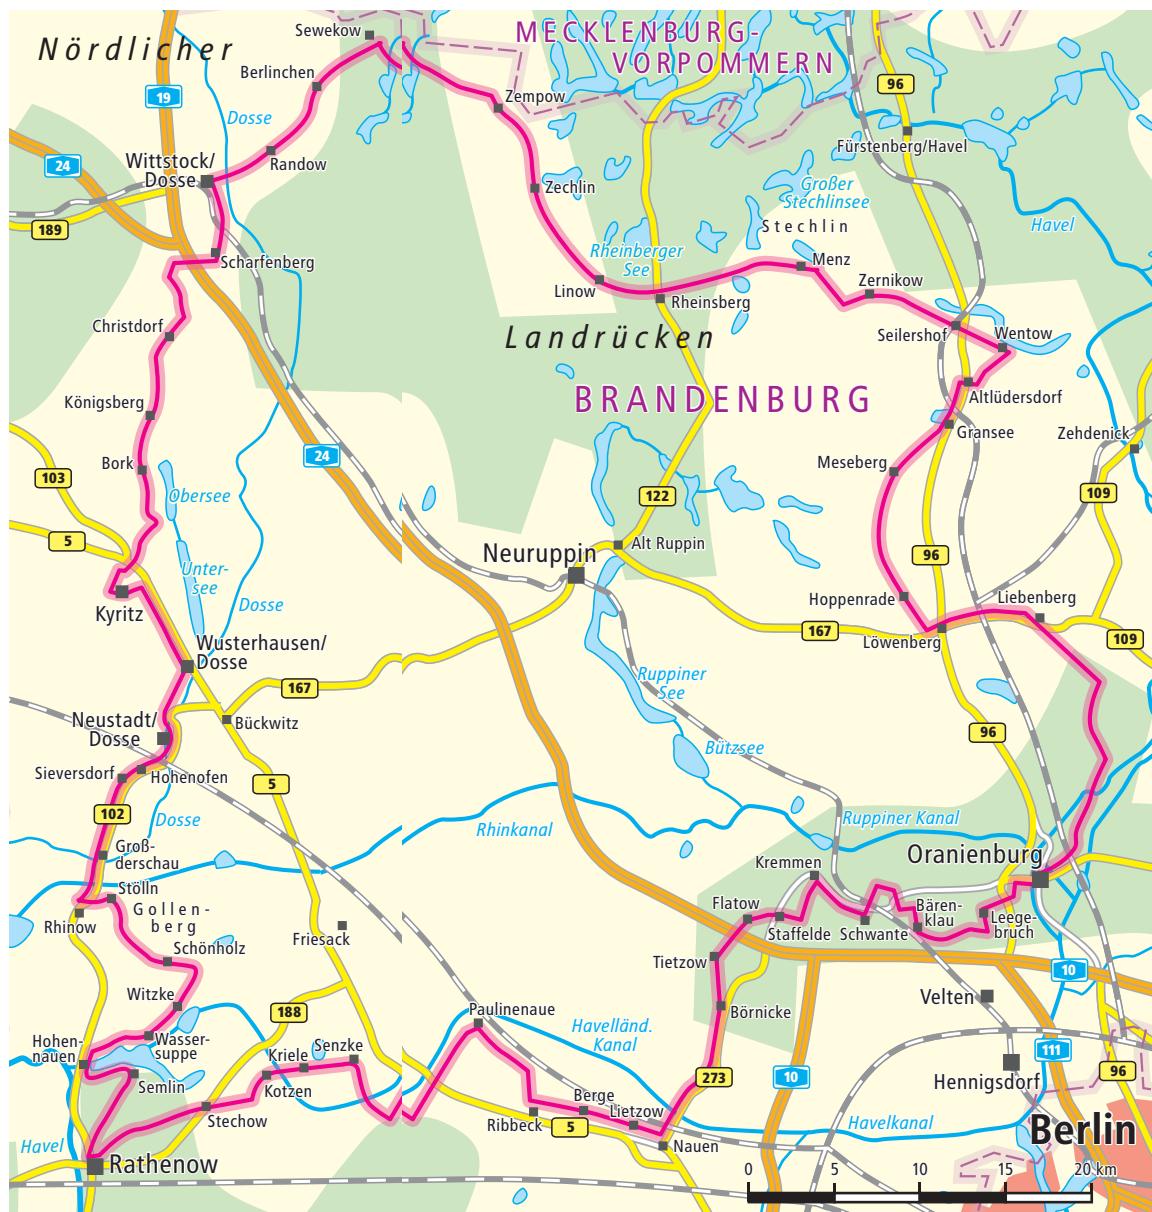 Sewekow
MECKLENBURG-
VORPOMMERN
Nördlicher
Berlinchen
19
Zempow
96
Dosse
Fürstenberg/Havel
Wittstock/
Dosse
24
Randow
Zechlin
Großer
Stechlinsee
189
Stechlin
Havel
Scharfenberg
Rheinberger
See
Menz
Linow
Rheinsberg
Zernikow
Christdorf
Landrücken
Seilershof
Wentow
BRANDENBURG
Altlüdersdorf
Königsberg
Gransee
Zehdenick
24
Bork
Meseberg
103
Obersee
122
109
5
Unter-
see
Neuruppin
Alt Ruppin
96
Kyritz
Dosse
Hoppenrade
Liebenberg
167
Löwenberg
109
Wusterhausen/
Dosse
167
Ruppiner
See
Neustadt/
Dosse
Bückwitz
96
Bützsee
Sieversdorf
Hohenofen
5
102
Dosse
Rhinkanal
Ruppiner Kanal
Groß-
derschau
Kremmen
Oranienburg
Stölln
Gollen-
berg
Rhinow
Friesack
Flatow
Staffelde
Schwante
Bären-
klau
Leege-
bruch
Schönholz
Tietzow
10
Witzke
188
Velten
Paulinenaue
Börnicke
Havelländ.
Kanal
Hohen-
nauen
Wasser-
suppe
Senzke
Kriele
111
Semlin
Kotzen
273
10
Hennigsdorf
96
Stechow
Berge
Lietzow
Ribbeck
5
Havelkanal
Berlin
Havel
Nauen
Rathenow
0 5 10 15 20 km